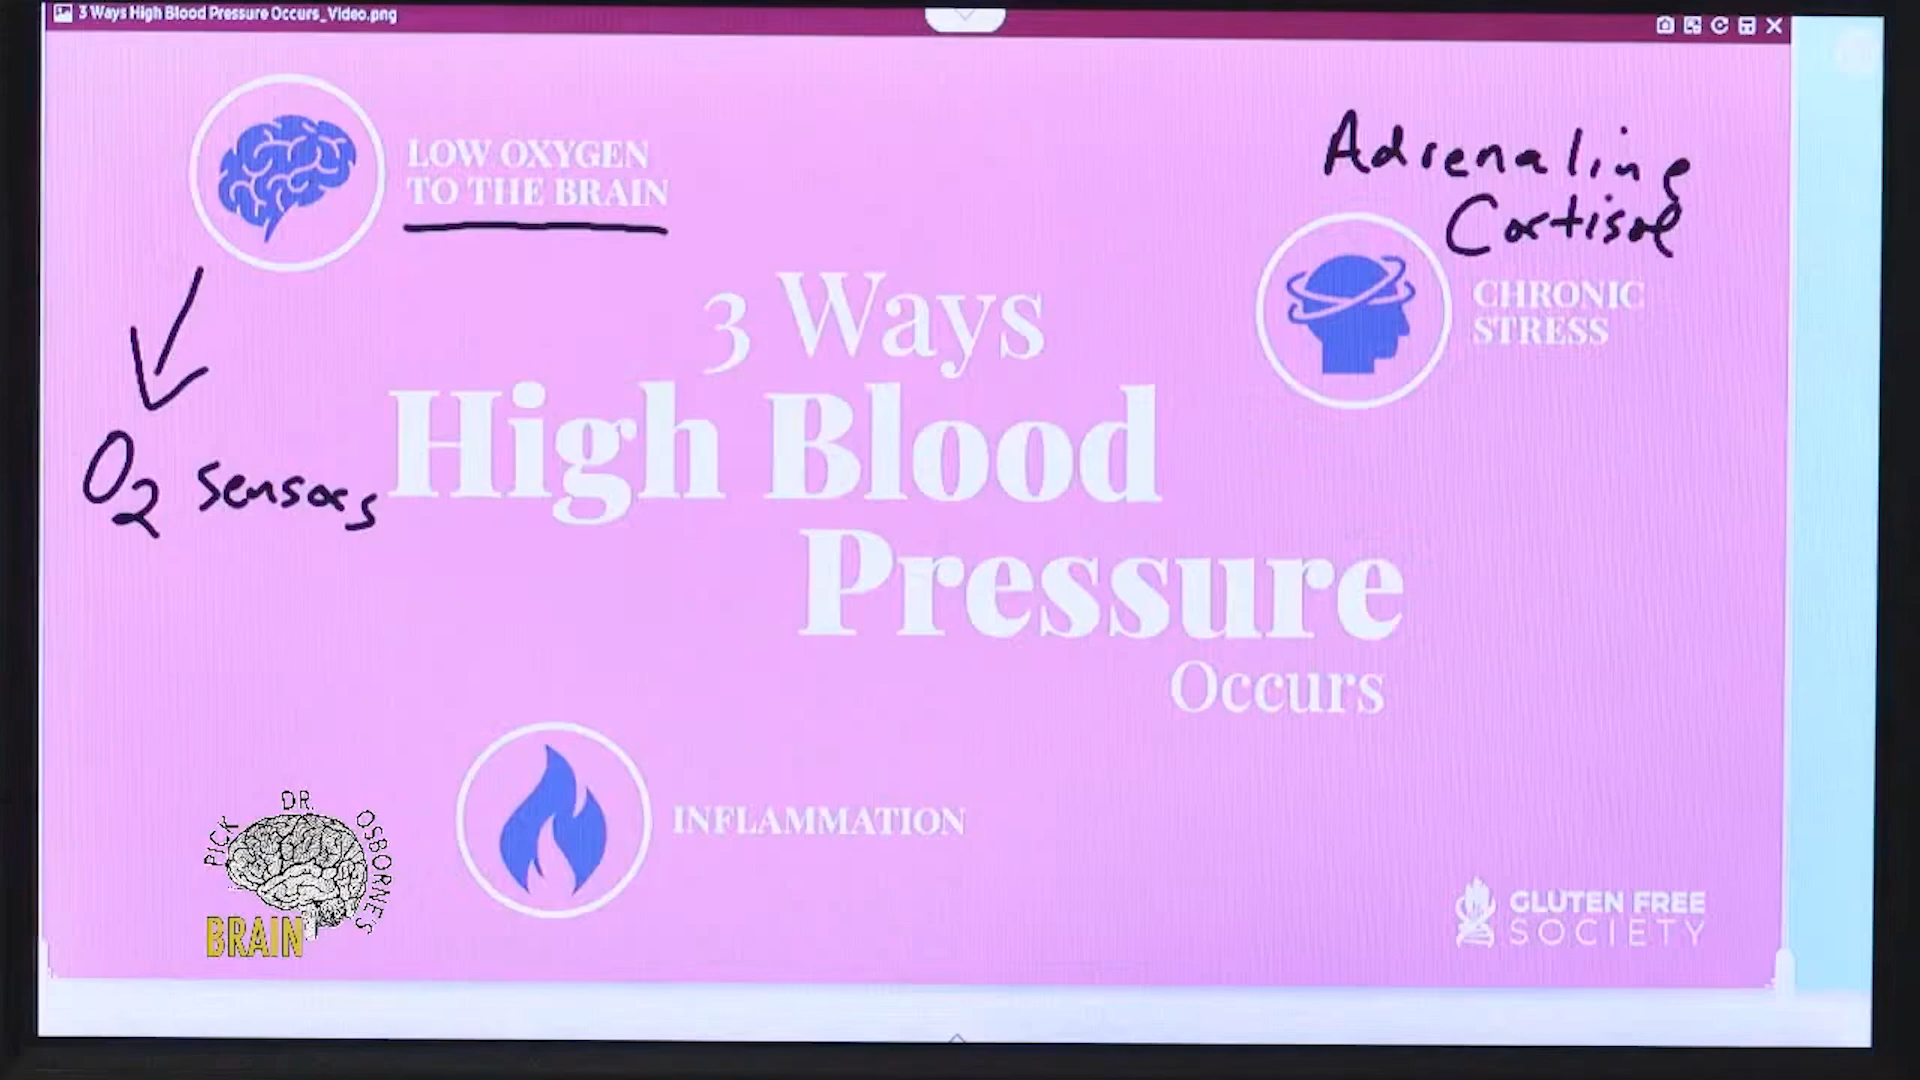 3 Ways High Blood Pressure Occurs_Video.png
LOW OXYGEN
TO THE BRAIN
Adrenaline
Cortisol
CHRONIC
STRESS
3 Ways
High Blood
Pressure
Occurs
O2 sensors
INFLAMMATION
PICK DR. OSBORNE'S
BRAIN
GLUTEN FREE
SOCIETY